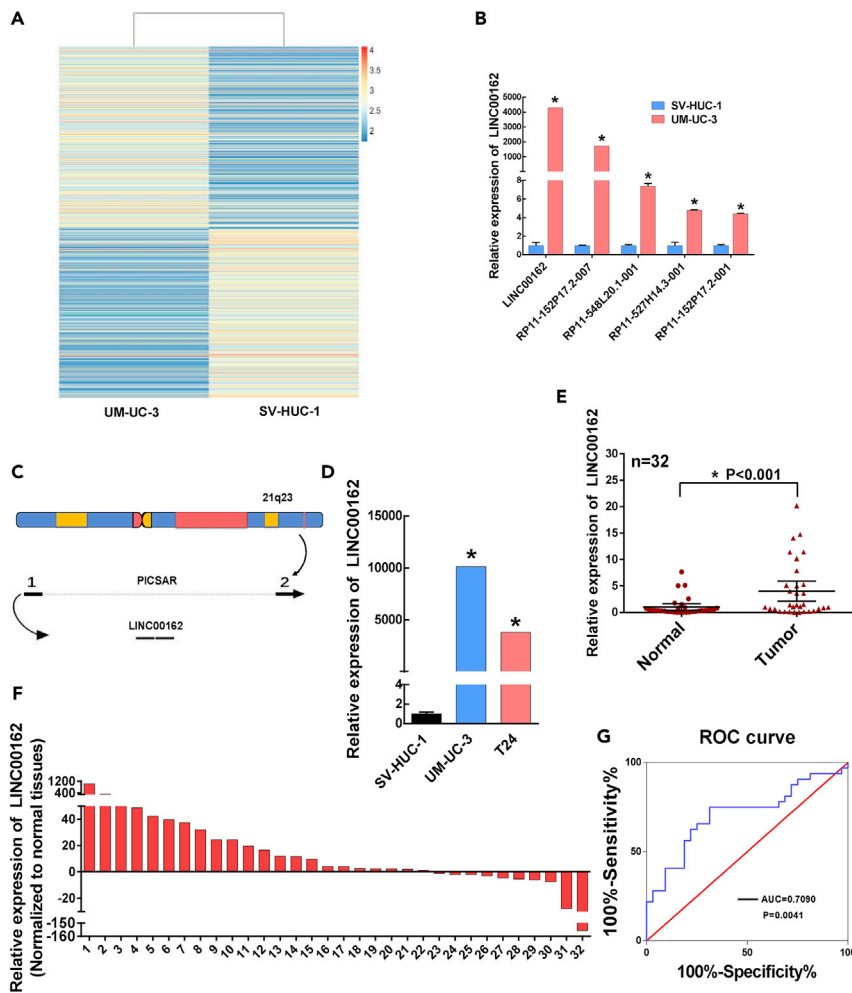 A
4
3.5
3
2.5
2
UM-UC-3
SV-HUC-1
B
Relative expression of LINC00162
5000
4000
3000
2000
1000
8
6
4
2
0
SV-HUC-1
UM-UC-3
*
*
*
*
*
LINC00162
RP11-152P17.2-007
RP11-548L20.1-001
RP11-527H14.3-001
RP11-152P17.2-001
C
21q23
1
PICSAR
2
LINC00162
D
Relative expression of LINC00162
15000
10000
5000
4
2
0
*
*
SV-HUC-1
UM-UC-3
T24
E
Relative expression of LINC00162
30
25
20
15
10
5
0
n=32
* P<0.001
Normal
Tumor
F
Relative expression of LINC00162
(Normalized to normal tissues)
1200
400
40
20
0
-20
-150
-160
1
2
3
4
5
6
7
8
9
10
11
12
13
14
15
16
17
18
19
20
21
22
23
24
25
26
27
28
29
30
31
32
G
ROC curve
100%-Sensitivity%
100
50
0
0
50
100
AUC=0.7090
P=0.0041
100%-Specificity%